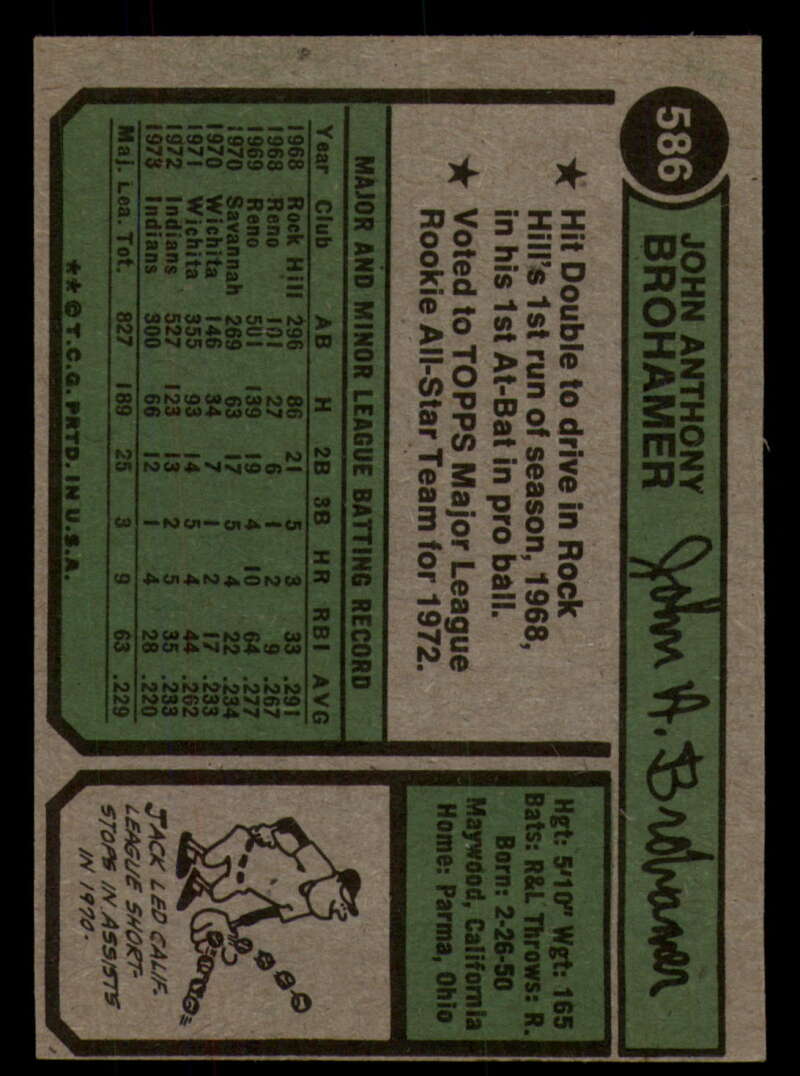 586
JOHN ANTHONY
BROHAMER
John A. Brohamer
★ Hit Double to drive in Rock
Hill's 1st run of season, 1968,
in his 1st At-Bat in pro ball.
★ Voted to TOPPS Major League
Rookie All-Star Team for 1972.
MAJOR AND MINOR LEAGUE BATTING RECORD
Year Club AB H 2B 3B HR RBI AVG
1968 Rock Hill 296 86 21 5 3 33 .291
1968 Reno 101 27 6 1 2 9 .267
1969 Reno 501 139 19 4 10 64 .277
1970 Savannah 269 63 17 5 4 22 .234
1970 Wichita 146 34 7 1 2 17 .233
1971 Wichita 355 93 14 5 4 44 .262
1972 Indians 527 123 13 2 5 35 .233
1973 Indians 300 66 12 1 4 28 .220
Maj. Lea. Tot. 827 189 25 3 9 63 .229
**©T.C.G. PRTD. IN U.S.A.
Hgt: 5'10" Wgt: 165
Bats: R&L Throws: R.
Born: 2-26-50
Maywood, California
Home: Parma, Ohio
JACK LED CALIF.
LEAGUE SHORT-
STOPS IN ASSISTS
IN 1970.